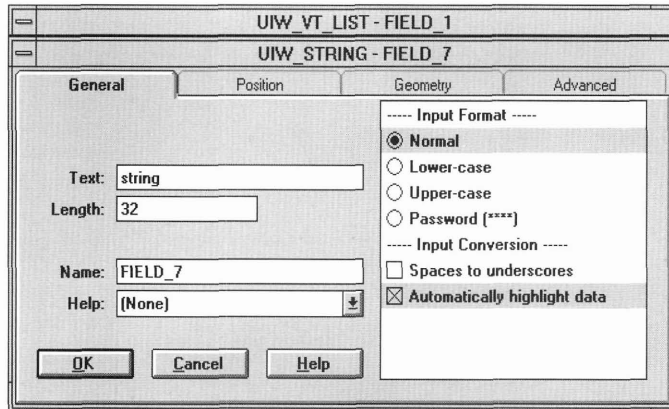 UIW_VT_LIST - FIELD_1
UIW_STRING - FIELD_7
General Position Geometry Advanced
Text: string
Length: 32
Name: FIELD_7
Help: (None)
OK Cancel Help
----- Input Format -----
Normal
Lower-case
Upper-case
Password (****)
----- Input Conversion -----
Spaces to underscores
Automatically highlight data